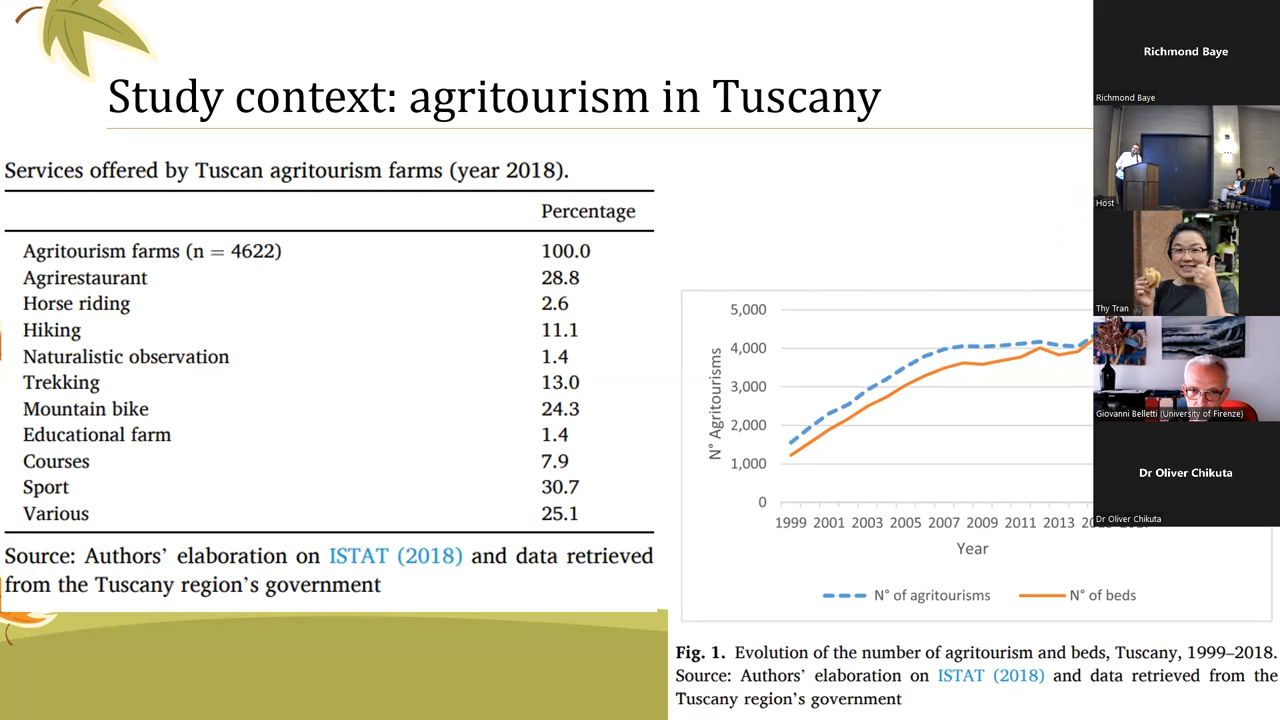 Study context: agritourism in Tuscany
Services offered by Tuscan agritourism farms (year 2018).
Percentage
Agritourism farms (n = 4622) 100.0
Agrirestaurant 28.8
Horse riding 2.6
Hiking 11.1
Naturalistic observation 1.4
Trekking 13.0
Mountain bike 24.3
Educational farm 1.4
Courses 7.9
Sport 30.7
Various 25.1
Source: Authors’ elaboration on ISTAT (2018) and data retrieved
from the Tuscany region’s government
5,000
4,000
3,000
2,000
1,000
0
N° Agritourisms
1999 2001 2003 2005 2007 2009 2011 2013
Year
N° of agritourisms N° of beds
Fig. 1. Evolution of the number of agritourism and beds, Tuscany, 1999–2018.
Source: Authors’ elaboration on ISTAT (2018) and data retrieved from the
Tuscany region’s government
Richmond Baye
Richmond Baye
Host
Thy Tran
Giovanni Belletti (University of Firenze)
Dr Oliver Chikuta
Dr Oliver Chikuta